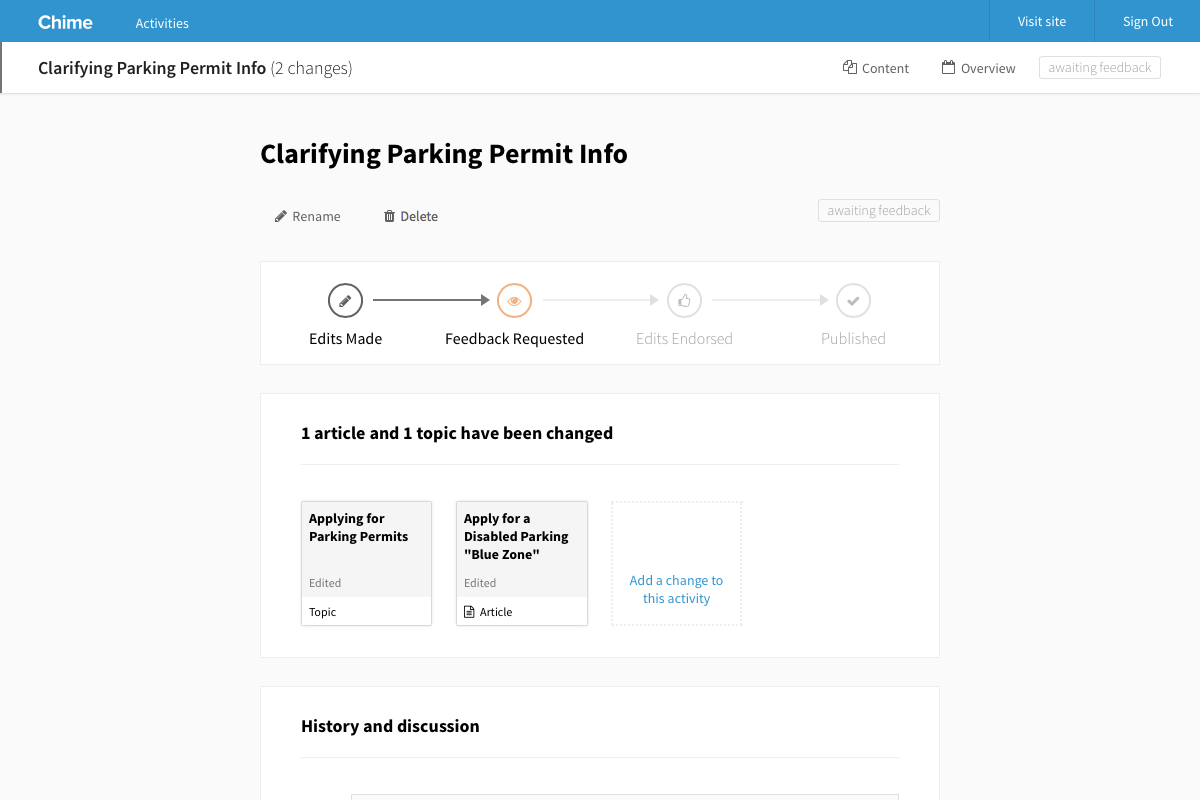 Chime
Activities
Visit site
Sign Out
Clarifying Parking Permit Info (2 changes)
Content
Overview
awaiting feedback
Clarifying Parking Permit Info
Rename
Delete
awaiting feedback
Edits Made
Feedback Requested
Edits Endorsed
Published
1 article and 1 topic have been changed
Applying for
Parking Permits
Edited
Topic
Apply for a
Disabled Parking
"Blue Zone"
Edited
Article
Add a change to
this activity
History and discussion